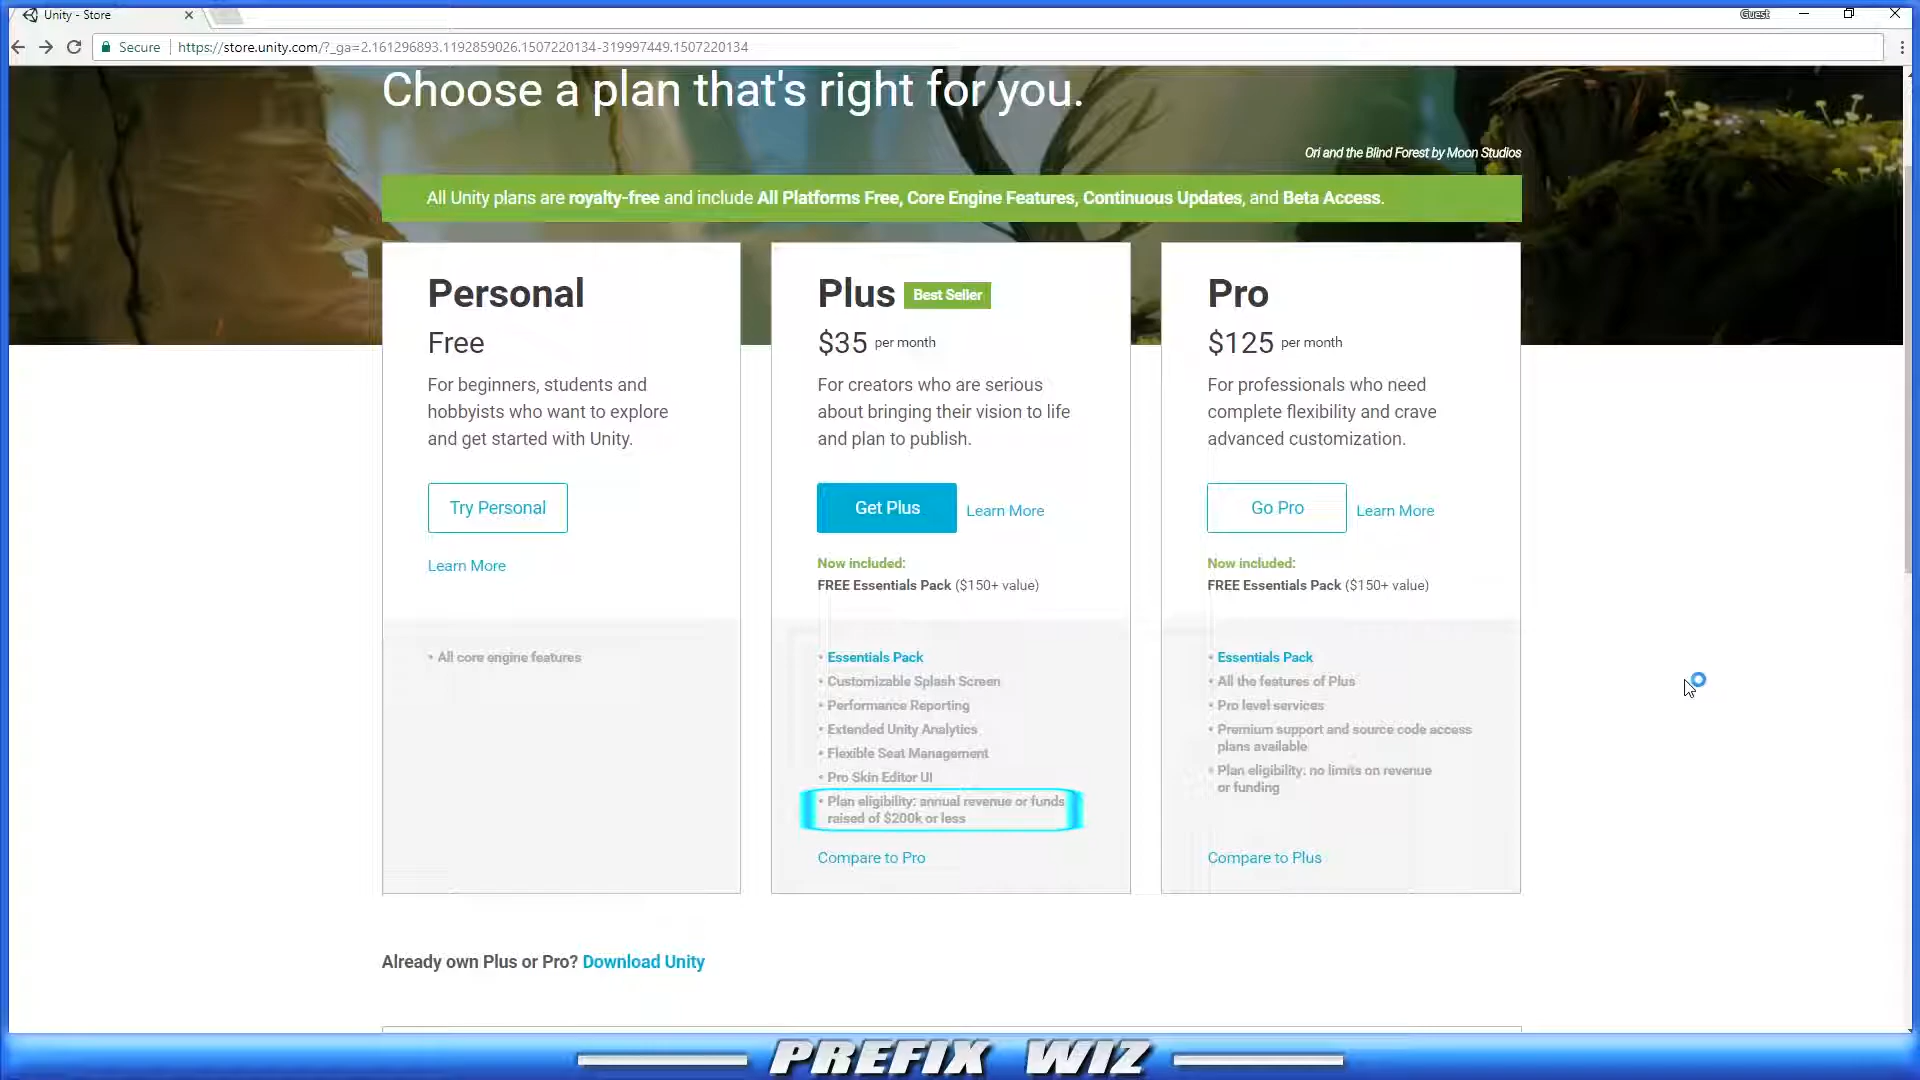 Unity - Store
Guest
Secure
https://store.unity.com/?_ga=2.161296893.1192859026.1507220134-319997449.1507220134
Choose a plan that's right for you.
Ori and the Blind Forest by Moon Studios
All Unity plans are royalty-free and include All Platforms Free, Core Engine Features, Continuous Updates, and Beta Access.
Personal
Free
For beginners, students and
hobbyists who want to explore
and get started with Unity.
Try Personal
Learn More
• All core engine features
Plus
Best Seller
$35 per month
For creators who are serious
about bringing their vision to life
and plan to publish.
Get Plus
Learn More
Now included:
FREE Essentials Pack ($150+ value)
• Essentials Pack
• Customizable Splash Screen
• Performance Reporting
• Extended Unity Analytics
• Flexible Seat Management
• Pro Skin Editor UI
• Plan eligibility: annual revenue or funds
raised of $200k or less
Compare to Pro
Pro
$125 per month
For professionals who need
complete flexibility and crave
advanced customization.
Go Pro
Learn More
Now included:
FREE Essentials Pack ($150+ value)
• Essentials Pack
• All the features of Plus
• Pro level services
• Premium support and source code access
plans available
• Plan eligibility: no limits on revenue
or funding
Compare to Plus
Already own Plus or Pro? Download Unity
PREFIX WIZ